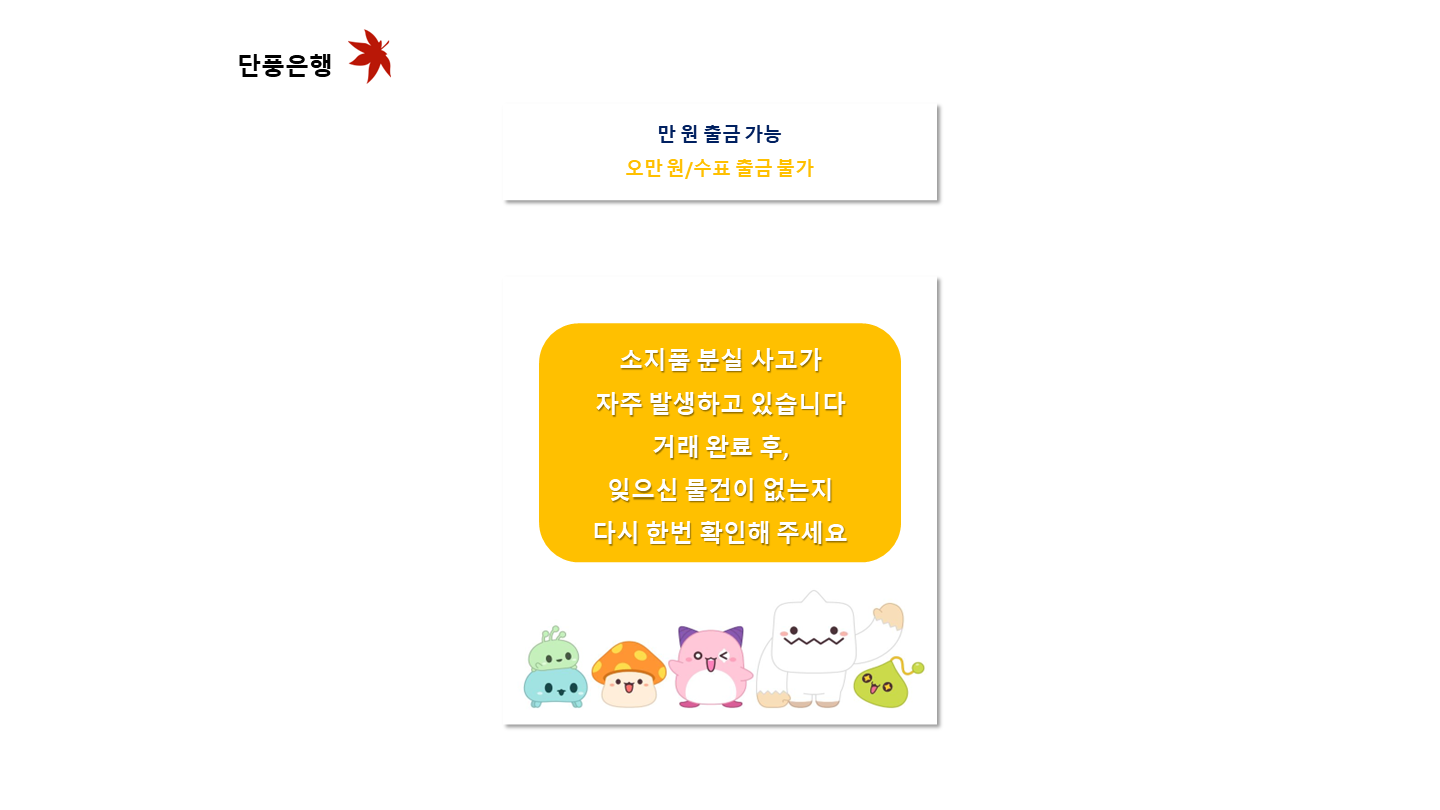 단풍은행
만 원 출금 가능
오만 원/수표 출금 불가
소지품 분실 사고가
자주 발생하고 있습니다
거래 완료 후,
잊으신 물건이 없는지
다시 한번 확인해 주세요